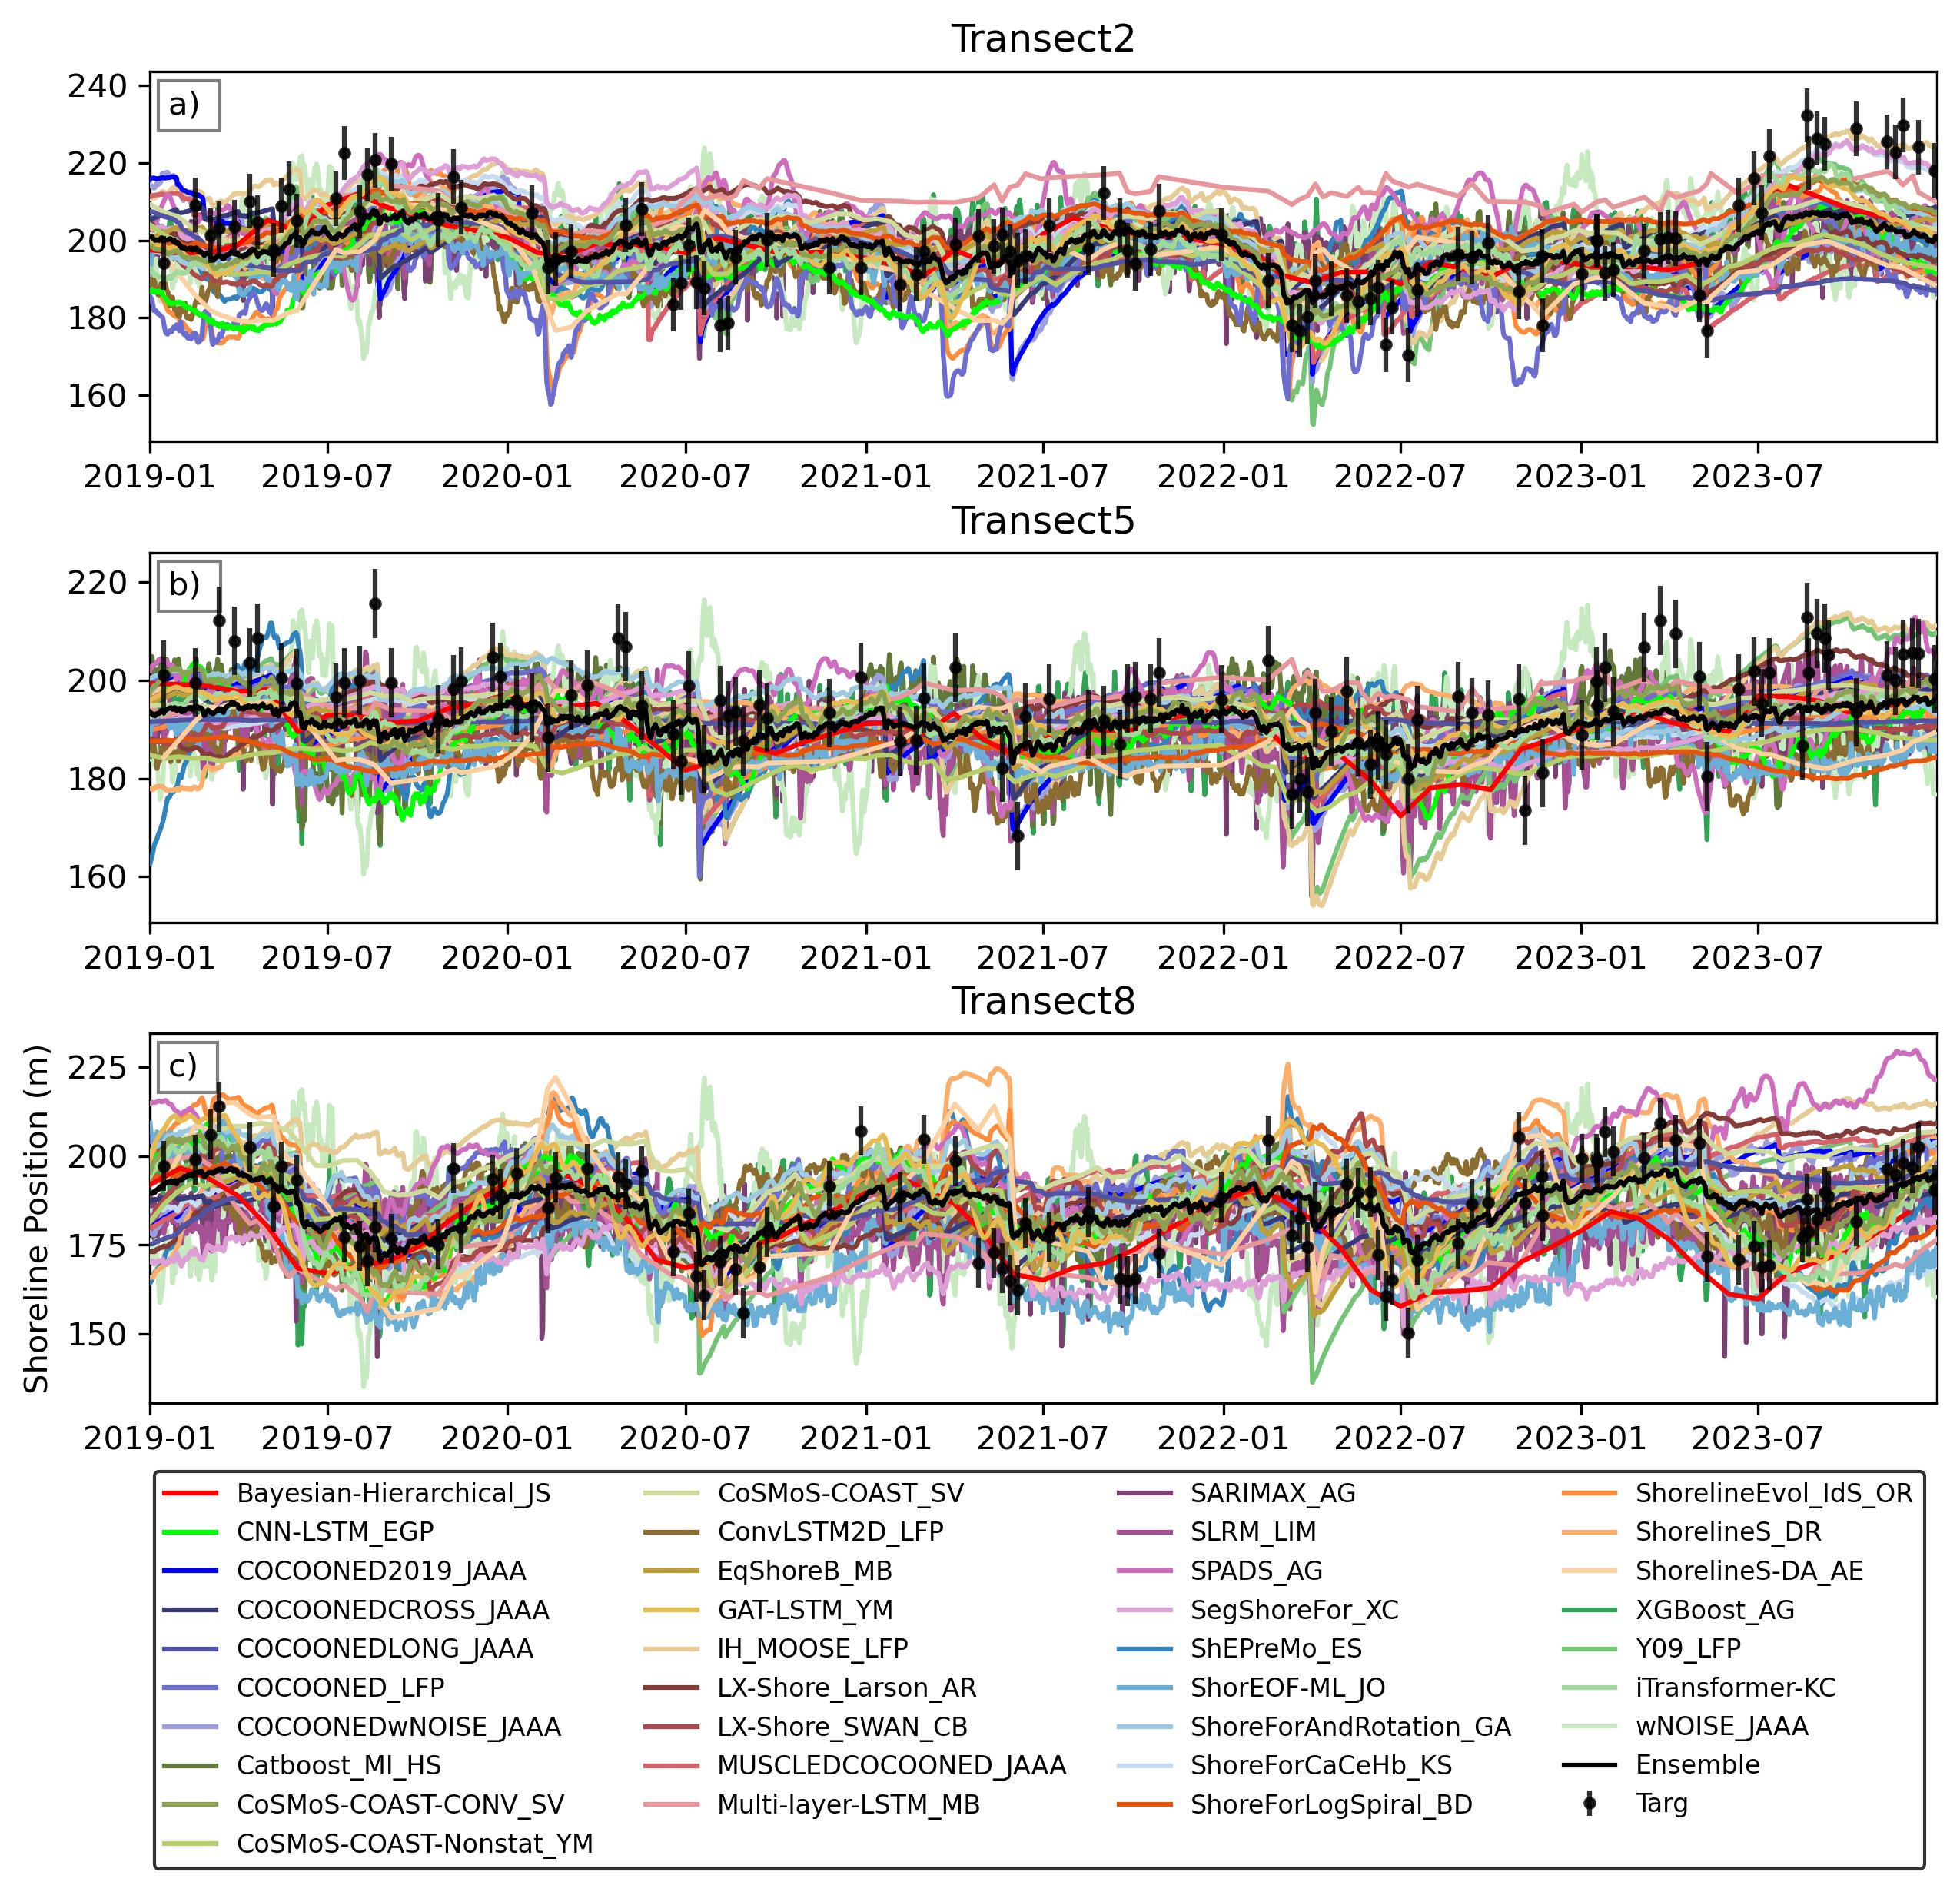 Transect2
a)
240
220
200
180
160
2019-01 2019-07 2020-01 2020-07 2021-01 2021-07 2022-01 2022-07 2023-01 2023-07
Transect5
b)
220
200
180
160
2019-01 2019-07 2020-01 2020-07 2021-01 2021-07 2022-01 2022-07 2023-01 2023-07
Transect8
c)
Shoreline Position (m)
225
200
175
150
2019-01 2019-07 2020-01 2020-07 2021-01 2021-07 2022-01 2022-07 2023-01 2023-07
Bayesian-Hierarchical_JS
CNN-LSTM_EGP
COCOONED2019_JAAA
COCOONEDCROSS_JAAA
COCOONEDLONG_JAAA
COCOONED_LFP
COCOONEDwNOISE_JAAA
Catboost_MI_HS
CoSMoS-COAST-CONV_SV
CoSMoS-COAST-Nonstat_YM
CoSMoS-COAST_SV
ConvLSTM2D_LFP
EqShoreB_MB
GAT-LSTM_YM
IH_MOOSE_LFP
LX-Shore_Larson_AR
LX-Shore_SWAN_CB
MUSCLEDCOCOONED_JAAA
Multi-layer-LSTM_MB
SARIMAX_AG
SLRM_LIM
SPADS_AG
SegShoreFor_XC
ShEPreMo_ES
ShorEOF-ML_JO
ShoreForAndRotation_GA
ShoreForCaCeHb_KS
ShoreForLogSpiral_BD
ShorelineEvol_IdS_OR
ShorelineS_DR
ShorelineS-DA_AE
XGBoost_AG
Y09_LFP
iTransformer-KC
wNOISE_JAAA
Ensemble
Targ